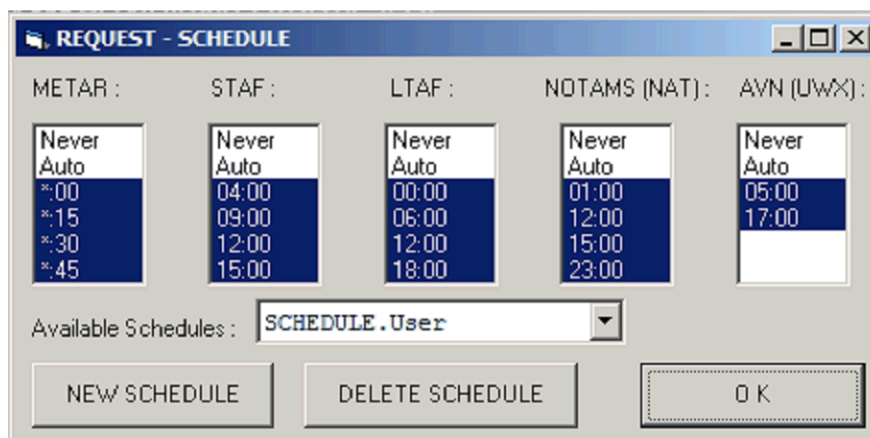 REQUEST - SCHEDULE
METAR : STAF : LTAF : NOTAMS (NAT) : AVN (UWX) :
Never Never Never Never Never
Auto Auto Auto Auto Auto
*:00 04:00 00:00 01:00 05:00
*:15 09:00 06:00 12:00 17:00
*:30 12:00 12:00 15:00
*:45 15:00 18:00 23:00
Available Schedules : SCHEDULE.User
NEW SCHEDULE DELETE SCHEDULE O K